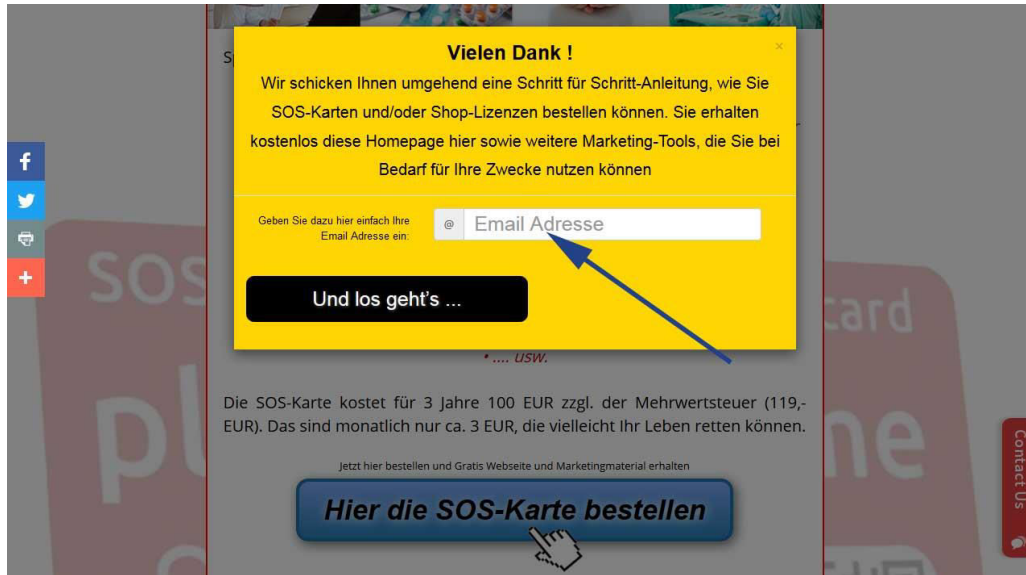 Vielen Dank !
×
Wir schicken Ihnen umgehend eine Schritt für Schritt-Anleitung, wie Sie
SOS-Karten und/oder Shop-Lizenzen bestellen können. Sie erhalten
kostenlos diese Homepage hier sowie weitere Marketing-Tools, die Sie bei
Bedarf für Ihre Zwecke nutzen können
Geben Sie dazu hier einfach Ihre
Email Adresse ein:
@ Email Adresse
Und los geht's ...
• .... usw.
Die SOS-Karte kostet für 3 Jahre 100 EUR zzgl. der Mehrwertsteuer (119,-
EUR). Das sind monatlich nur ca. 3 EUR, die vielleicht Ihr Leben retten können.
Jetzt hier bestellen und Gratis Webseite und Marketingmaterial erhalten
Hier die SOS-Karte bestellen
Contact Us
SOS
card